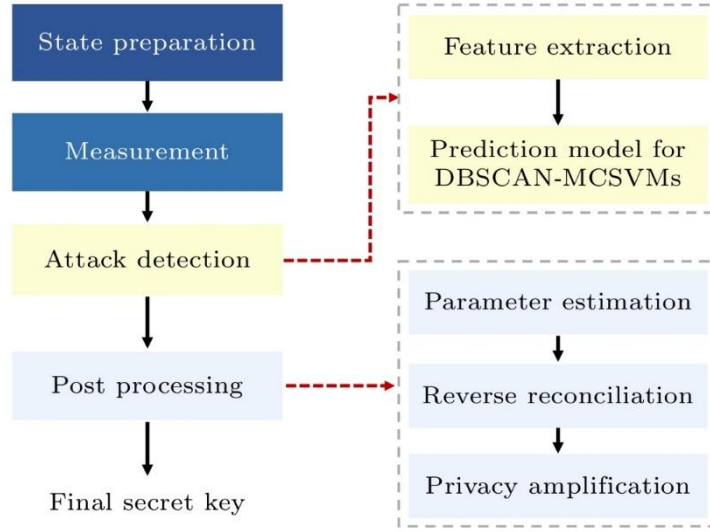 State preparation
Measurement
Attack detection
Post processing
Final secret key
Feature extraction
Prediction model for
DBSCAN-MCSVMs
Parameter estimation
Reverse reconciliation
Privacy amplification